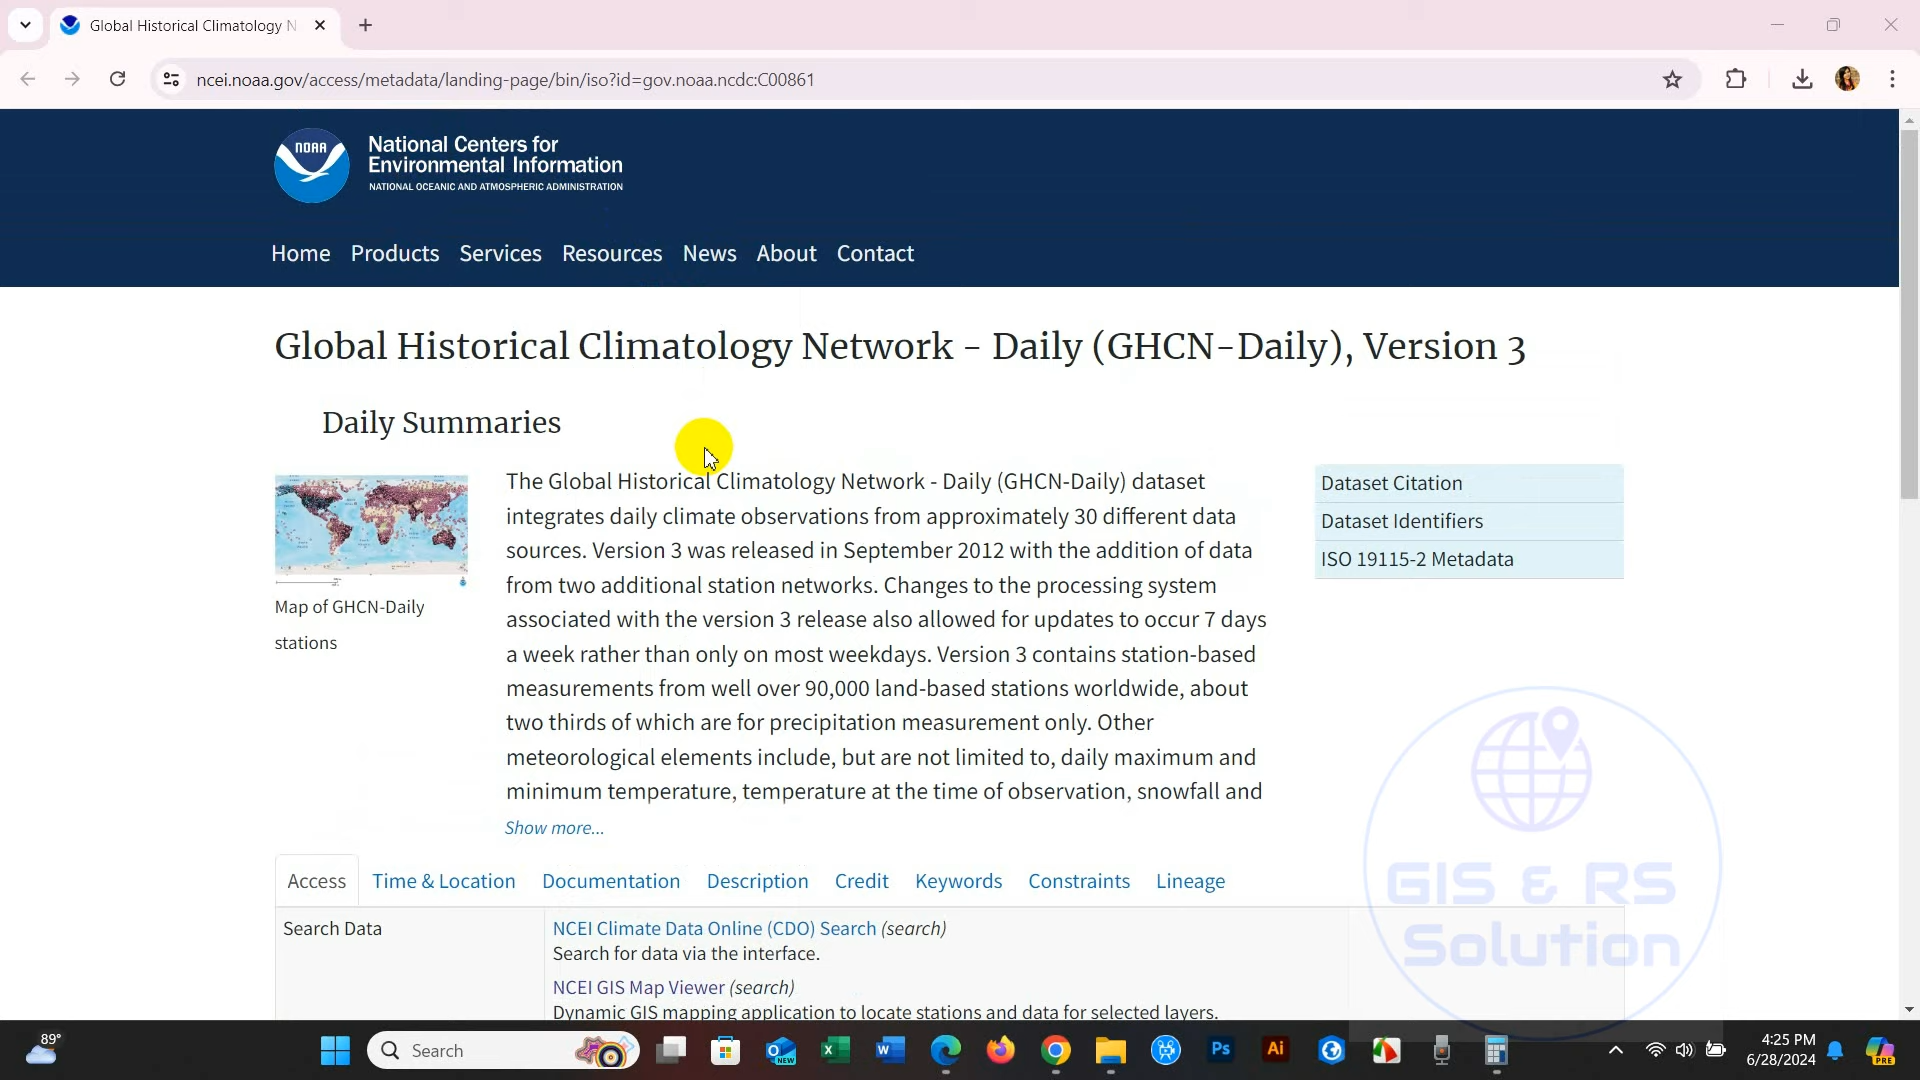 Global Historical Climatology N
ncei.noaa.gov/access/metadata/landing-page/bin/iso?id=gov.noaa.ncdc:C00861
NOAA
National Centers for
Environmental Information
NATIONAL OCEANIC AND ATMOSPHERIC ADMINISTRATION
Home Products Services Resources News About Contact
Global Historical Climatology Network - Daily (GHCN-Daily), Version 3
Daily Summaries
Map of GHCN-Daily
stations
The Global Historical Climatology Network - Daily (GHCN-Daily) dataset
integrates daily climate observations from approximately 30 different data
sources. Version 3 was released in September 2012 with the addition of data
from two additional station networks. Changes to the processing system
associated with the version 3 release also allowed for updates to occur 7 days
a week rather than only on most weekdays. Version 3 contains station-based
measurements from well over 90,000 land-based stations worldwide, about
two thirds of which are for precipitation measurement only. Other
meteorological elements include, but are not limited to, daily maximum and
minimum temperature, temperature at the time of observation, snowfall and
Show more...
Dataset Citation
Dataset Identifiers
ISO 19115-2 Metadata
Access Time & Location Documentation Description Credit Keywords Constraints Lineage
Search Data
NCEI Climate Data Online (CDO) Search (search)
Search for data via the interface.
NCEI GIS Map Viewer (search)
Dynamic GIS mapping application to locate stations and data for selected layers.
GIS & RS
Solution
89°
Search
NEW
Ps
Ai
4:25 PM
6/28/2024
PRE